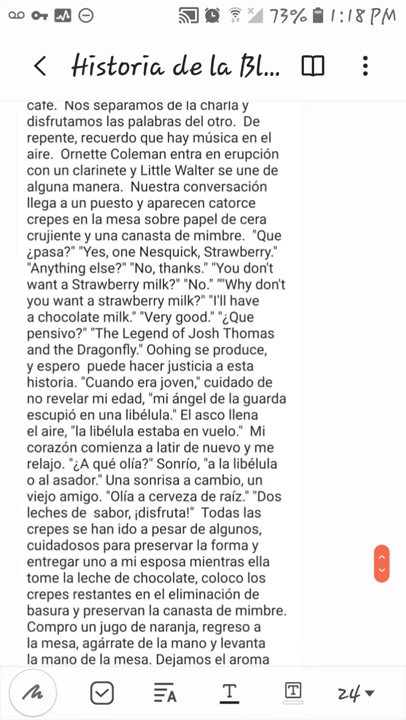 73% 1:18 PM
Historia de la Bl...
café.  Nos separamos de la charla y
disfrutamos las palabras del otro.  De
repente, recuerdo que hay música en el
aire.  Ornette Coleman entra en erupción
con un clarinete y Little Walter se une de
alguna manera.  Nuestra conversación
llega a un puesto y aparecen catorce
crepes en la mesa sobre papel de cera
crujiente y una canasta de mimbre.  "Que
¿pasa?" "Yes, one Nesquick, Strawberry."
"Anything else?" "No, thanks." "You don't
want a Strawberry milk?" "No." ""Why don't
you want a strawberry milk?" "I'll have
a chocolate milk." "Very good." "¿Que
pensivo?" "The Legend of Josh Thomas
and the Dragonfly." Oohing se produce,
y espero  puede hacer justicia a esta
historia. "Cuando era joven," cuidado de
no revelar mi edad, "mi ángel de la guarda
escupió en una libélula." El asco llena
el aire, "la libélula estaba en vuelo."  Mi
corazón comienza a latir de nuevo y me
relajo. "¿A qué olía?" Sonrío, "a la libélula
o al asador." Una sonrisa a cambio, un
viejo amigo. "Olía a cerveza de raíz." "Dos
leches de  sabor, ¡disfruta!"  Todas las
crepes se han ido a pesar de algunos,
cuidadosos para preservar la forma y
entregar uno a mi esposa mientras ella
tome la leche de chocolate, coloco los
crepes restantes en el eliminación de
basura y preservan la canasta de mimbre.
Compro un jugo de naranja, regreso a
la mesa, agárrate de la mano y levanta
la mano de la mesa. Dejamos el aroma
24